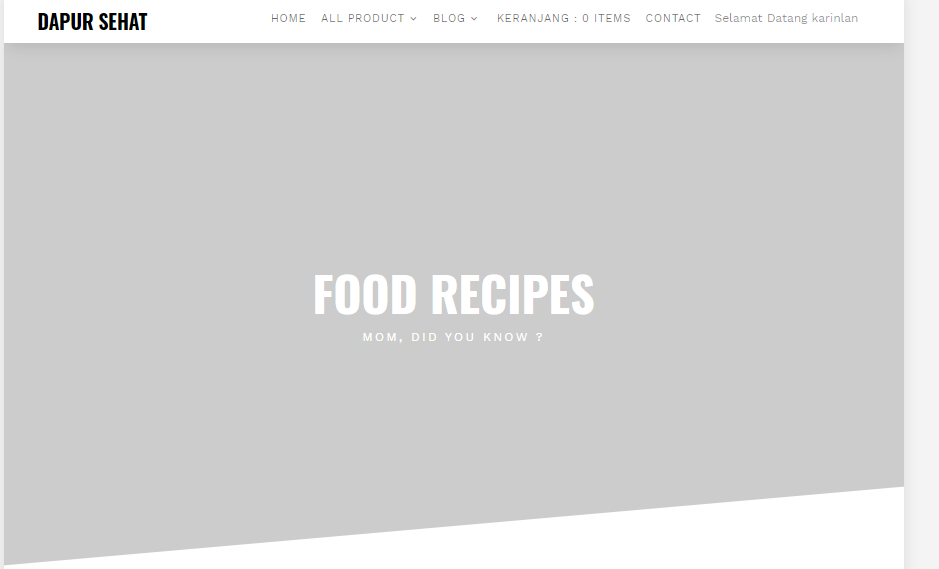 DAPUR SEHAT
HOME ALL PRODUCT BLOG KERANJANG : 0 ITEMS CONTACT Selamat Datang karinlan
FOOD RECIPES
MOM, DID YOU KNOW ?